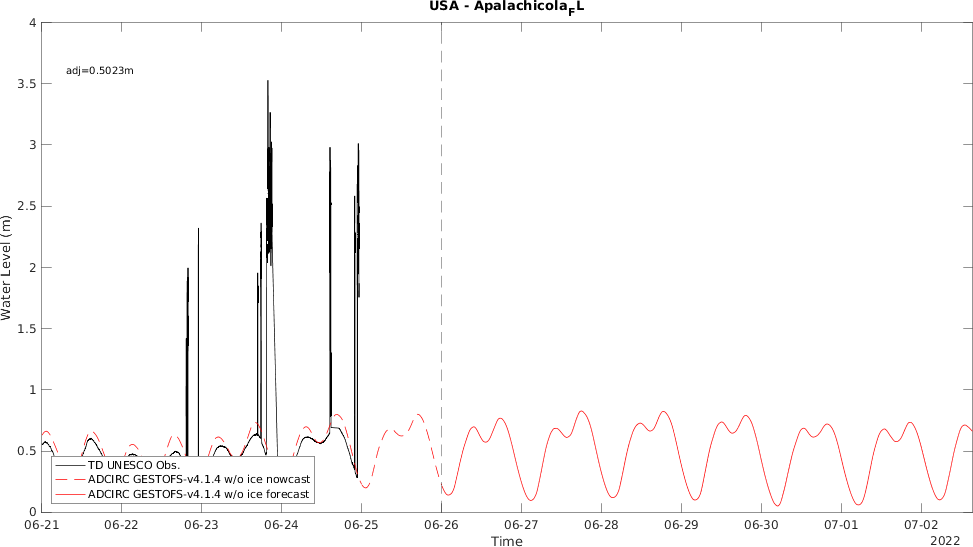 USA - Apalachicola_FL
4
adj=0.5023m
3.5
3
2.5
2
1.5
1
0.5
0
Water Level (m)
TD UNESCO Obs.
ADCIRC GESTOFS-v4.1.4 w/o ice nowcast
ADCIRC GESTOFS-v4.1.4 w/o ice forecast
06-21 06-22 06-23 06-24 06-25 06-26 06-27 06-28 06-29 06-30 07-01 07-02
Time
2022